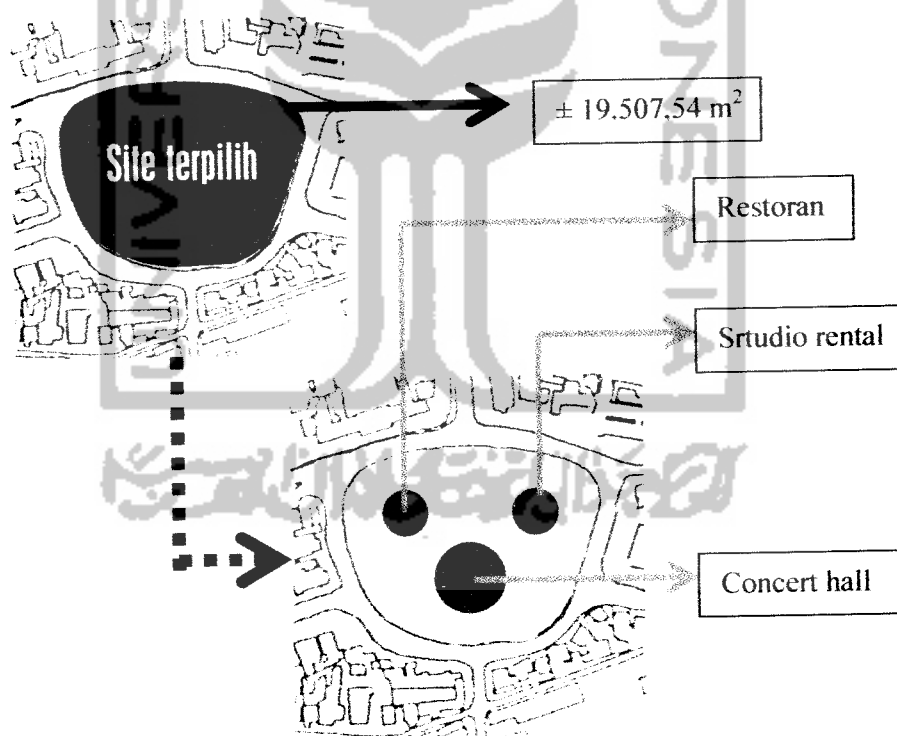 ± 19.507,54 m²
Site terpilih
Restoran
Srtudio rental
Concert hall